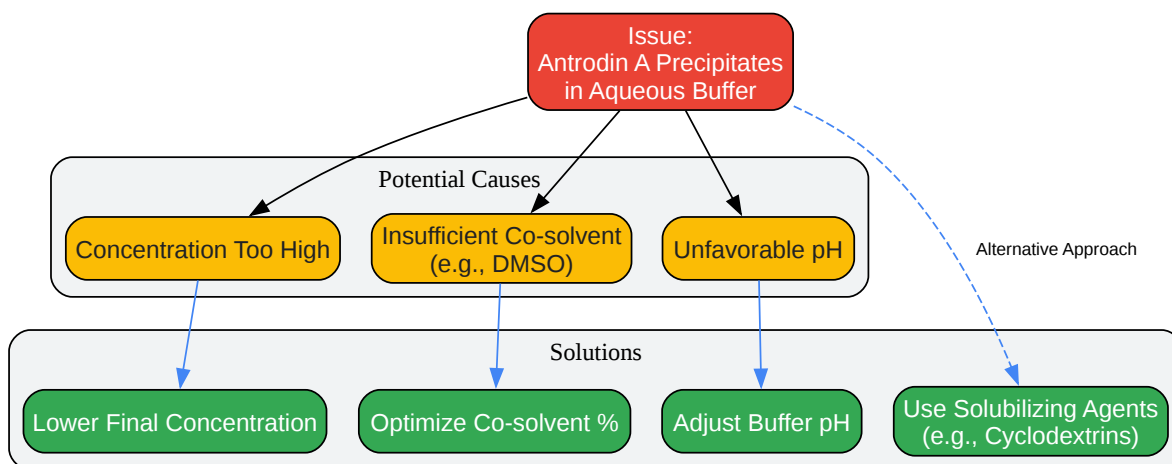 Issue:
Antrodin A Precipitates
in Aqueous Buffer
Potential Causes
Concentration Too High
Insufficient Co-solvent
(e.g., DMSO)
Unfavorable pH
Alternative Approach
Solutions
Lower Final Concentration
Optimize Co-solvent %
Adjust Buffer pH
Use Solubilizing Agents
(e.g., Cyclodextrins)